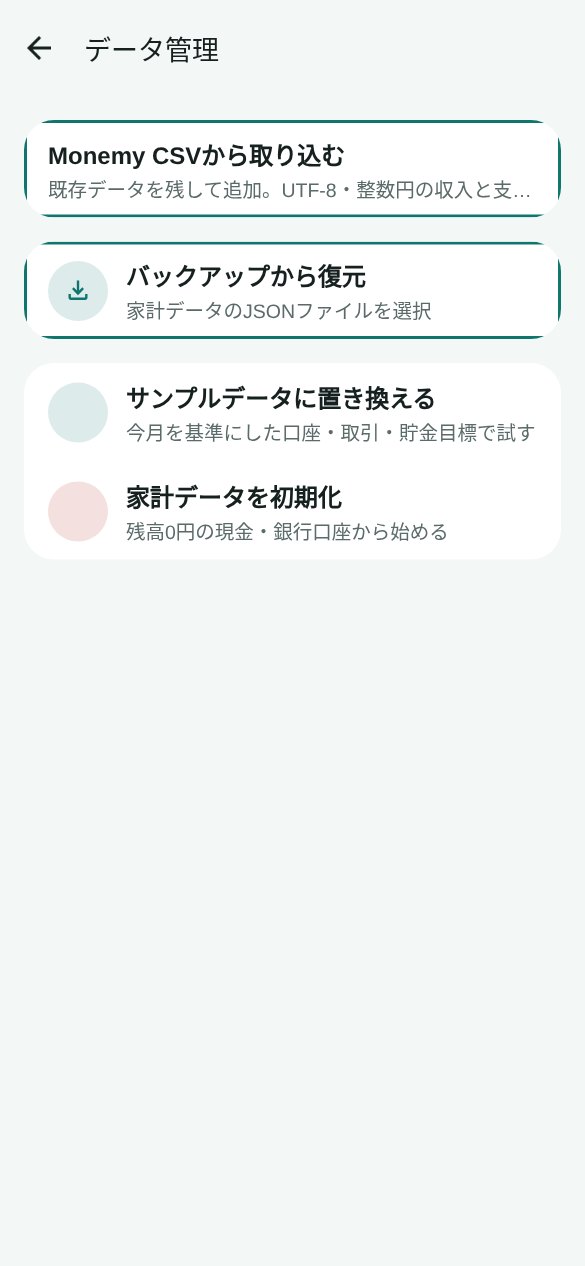 データ管理
Monemy CSVから取り込む
既存データを残して追加。UTF-8・整数円の収入と支…
バックアップから復元
家計データのJSONファイルを選択
サンプルデータに置き換える
今月を基準にした口座・取引・貯金目標で試す
家計データを初期化
残高0円の現金・銀行口座から始める